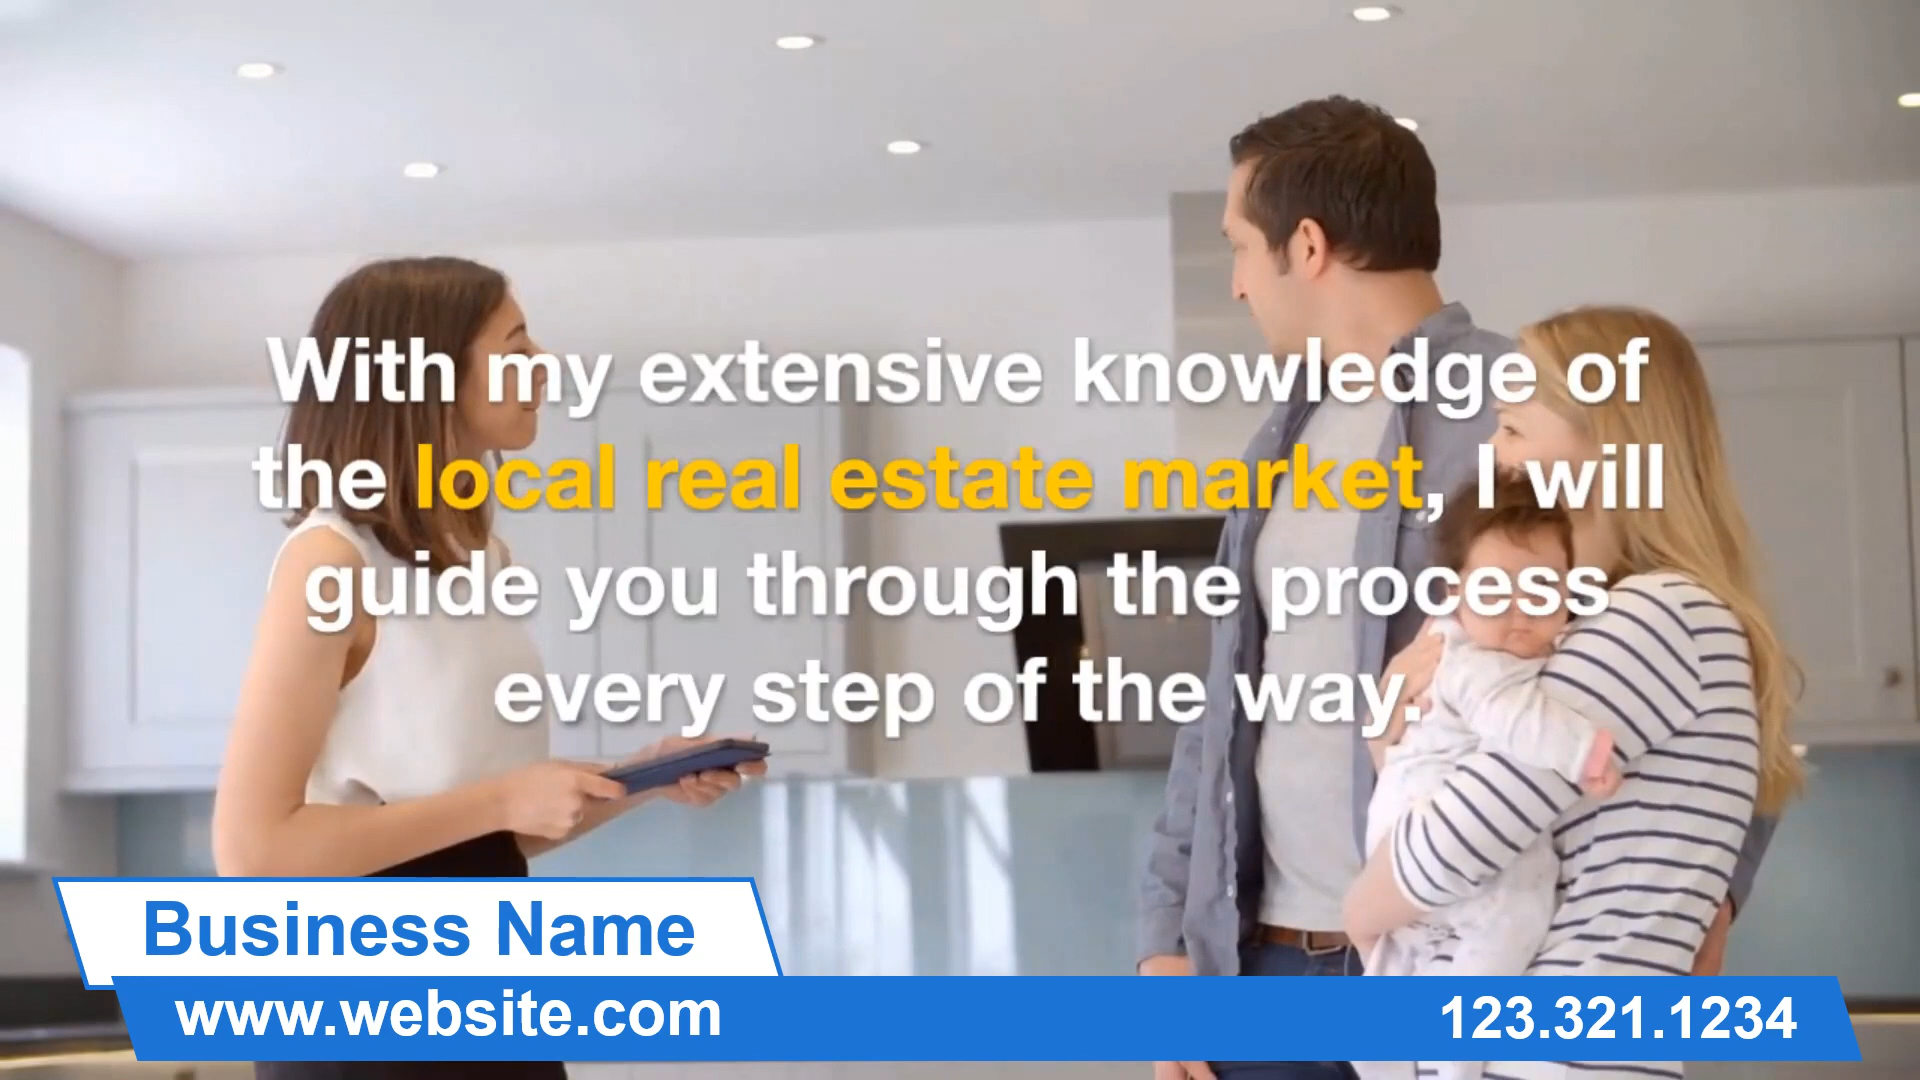 With my extensive knowledge of
the local real estate market, I will
guide you through the process
every step of the way.
Business Name
www.website.com
123.321.1234